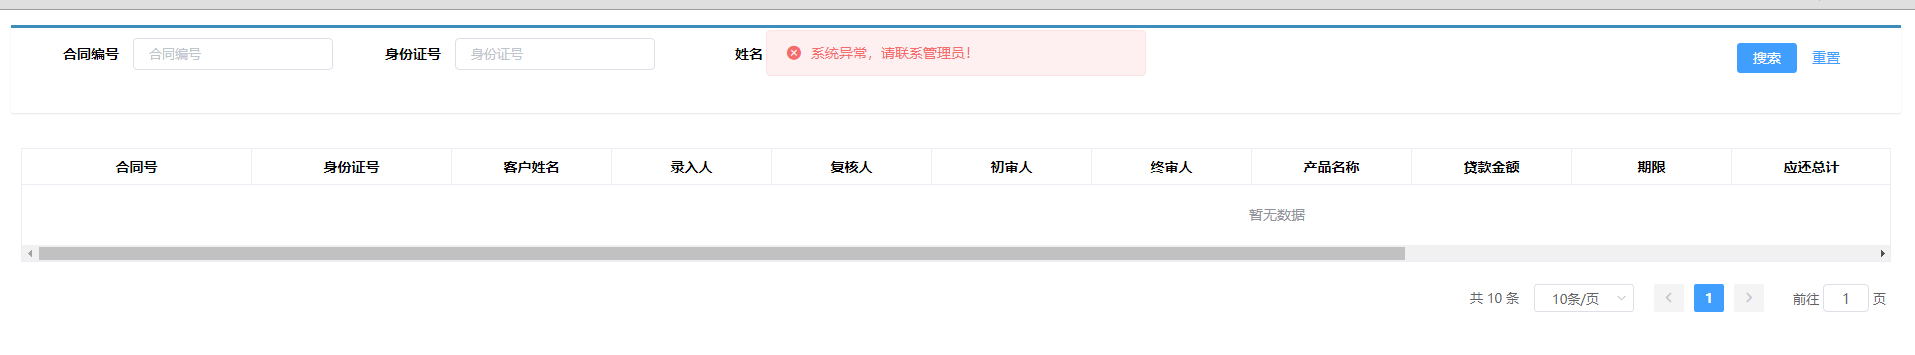 合同编号 合同编号 身份证号 身份证号 姓名 系统异常，请联系管理员！ 搜索 重置
合同号 身份证号 客户姓名 录入人 复核人 初审人 终审人 产品名称 贷款金额 期限 应还总计
暂无数据
共 10 条 10条/页 1 前往 1 页